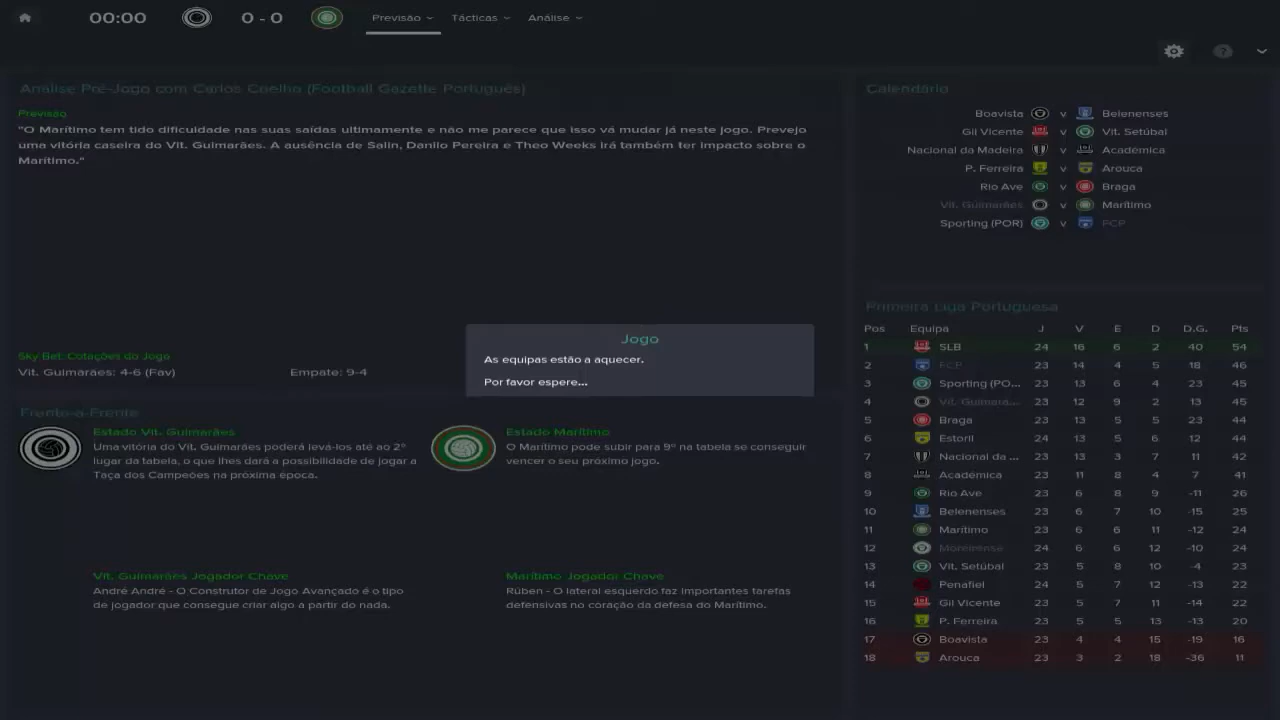 00:00 0 - 0 Previsão Tácticas Análise
?
Análise Pré-Jogo com Carlos Coelho (Football Gazette Português)
Previsão
"O Marítimo tem tido dificuldade nas suas saídas ultimamente e não me parece que isso vá mudar já neste jogo. Prevejo
uma vitória caseira do Vit. Guimarães. A ausência de Salin, Danilo Pereira e Theo Weeks irá também ter impacto sobre o
Marítimo."
Sky Bet: Cotações do Jogo
Vit. Guimarães: 4-6 (Fav) Empate: 9-4
Jogo
As equipas estão a aquecer.
Por favor espere...
Frente-a-Frente
Estado Vit. Guimarães
Uma vitória do Vit. Guimarães poderá levá-los até ao 2º
lugar da tabela, o que lhes dará a possibilidade de jogar a
Taça dos Campeões na próxima época.
Estado Marítimo
O Marítimo pode subir para 9º na tabela se conseguir
vencer o seu próximo jogo.
Vit. Guimarães Jogador Chave
André André - O Construtor de Jogo Avançado é o tipo
de jogador que consegue criar algo a partir do nada.
Marítimo Jogador Chave
Rúben - O lateral esquerdo faz importantes tarefas
defensivas no coração da defesa do Marítimo.
Calendário
Boavista v Belenenses
Gil Vicente v Vit. Setúbal
Nacional da Madeira v Académica
P. Ferreira v Arouca
Rio Ave v Braga
Vit. Guimarães v Marítimo
Sporting (POR) v FCP
Primeira Liga Portuguesa
Pos Equipa J V E D D.G. Pts
1 SLB 24 16 6 2 40 54
2 FCP 23 14 4 5 18 46
3 Sporting (PO... 23 13 6 4 23 45
4 Vit. Guimara... 23 12 9 2 13 45
5 Braga 23 13 5 5 23 44
6 Estoril 24 13 5 6 12 44
7 Nacional da ... 23 13 3 7 11 42
8 Académica 23 11 8 4 7 41
9 Rio Ave 23 6 8 9 -11 26
10 Belenenses 23 6 7 10 -15 25
11 Marítimo 23 6 6 11 -12 24
12 Moreirense 24 6 6 12 -10 24
13 Vit. Setúbal 23 5 8 10 -4 23
14 Penafiel 24 5 7 12 -13 22
15 Gil Vicente 23 5 7 11 -14 22
16 P. Ferreira 23 5 5 13 -13 20
17 Boavista 23 4 4 15 -19 16
18 Arouca 23 3 2 18 -36 11